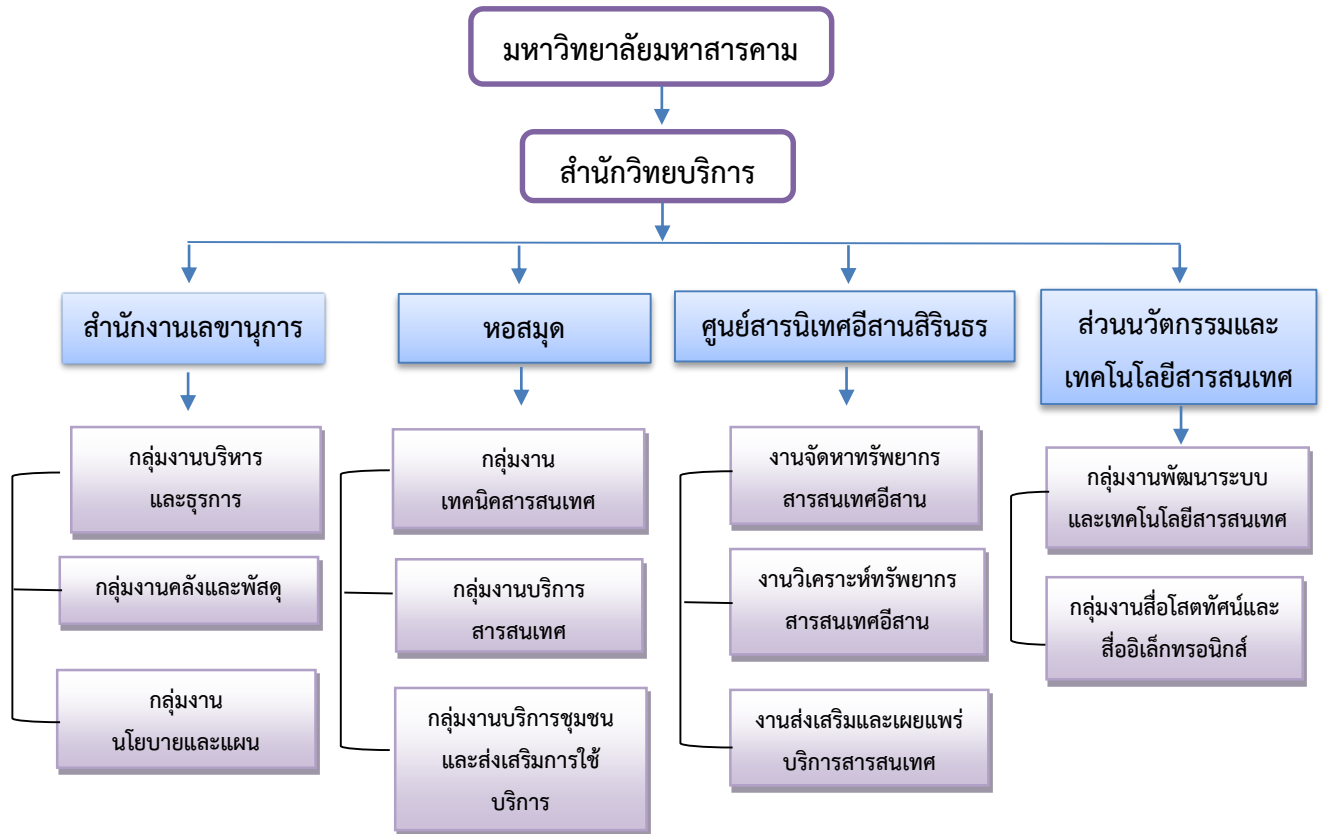 มหาวิทยาลัยมหาสารคาม
สำนักวิทยบริการ
สำนักงานเลขานุการ
หอสมุด
ศูนย์สารนิเทศอีสานสิรินธร
ส่วนนวัตกรรมและ
เทคโนโลยีสารสนเทศ
กลุ่มงานบริหาร
และธุรการ
กลุ่มงานคลังและพัสดุ
กลุ่มงาน
นโยบายและแผน
กลุ่มงาน
เทคนิคสารสนเทศ
กลุ่มงานบริการ
สารสนเทศ
กลุ่มงานบริการชุมชน
และส่งเสริมการใช้
บริการ
งานจัดหาทรัพยากร
สารสนเทศอีสาน
งานวิเคราะห์ทรัพยากร
สารสนเทศอีสาน
งานส่งเสริมและเผยแพร่
บริการสารสนเทศ
กลุ่มงานพัฒนาระบบ
และเทคโนโลยีสารสนเทศ
กลุ่มงานสื่อโสตทัศน์และ
สื่ออิเล็กทรอนิกส์